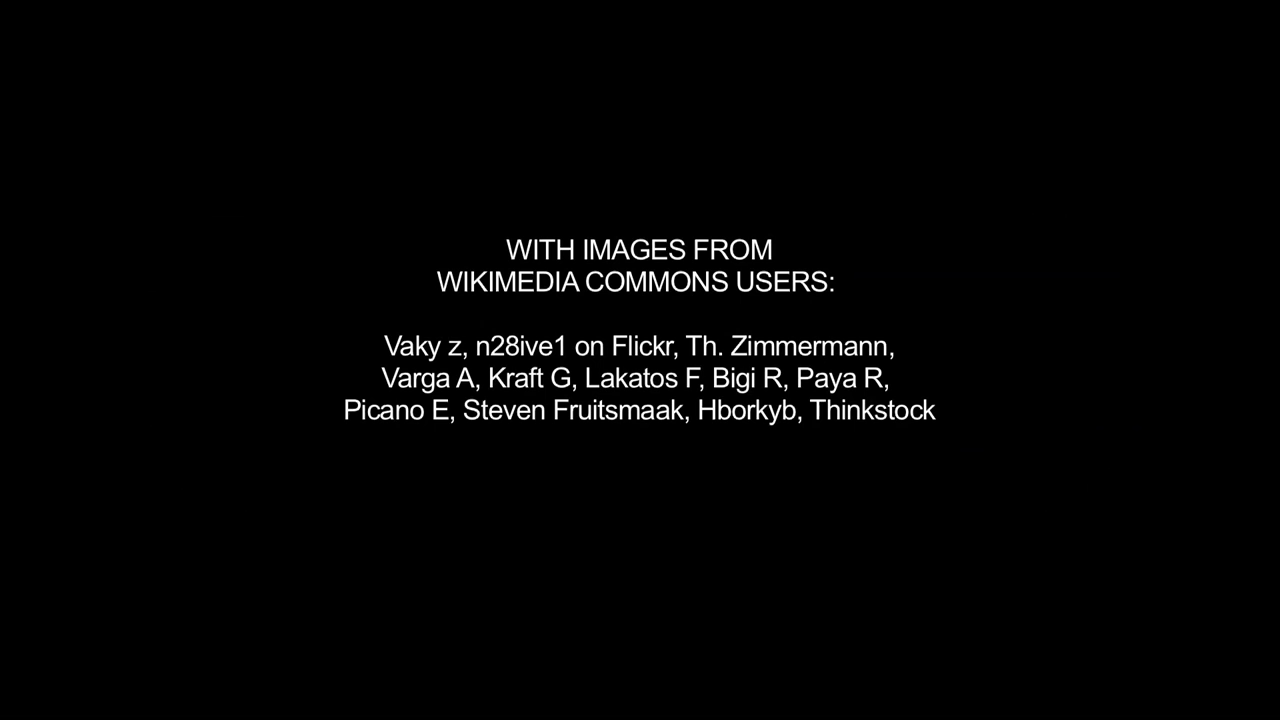 WITH IMAGES FROM
WIKIMEDIA COMMONS USERS:
Vaky z, n28ive1 on Flickr, Th. Zimmermann,
Varga A, Kraft G, Lakatos F, Bigi R, Paya R,
Picano E, Steven Fruitsmaak, Hborkyb, Thinkstock